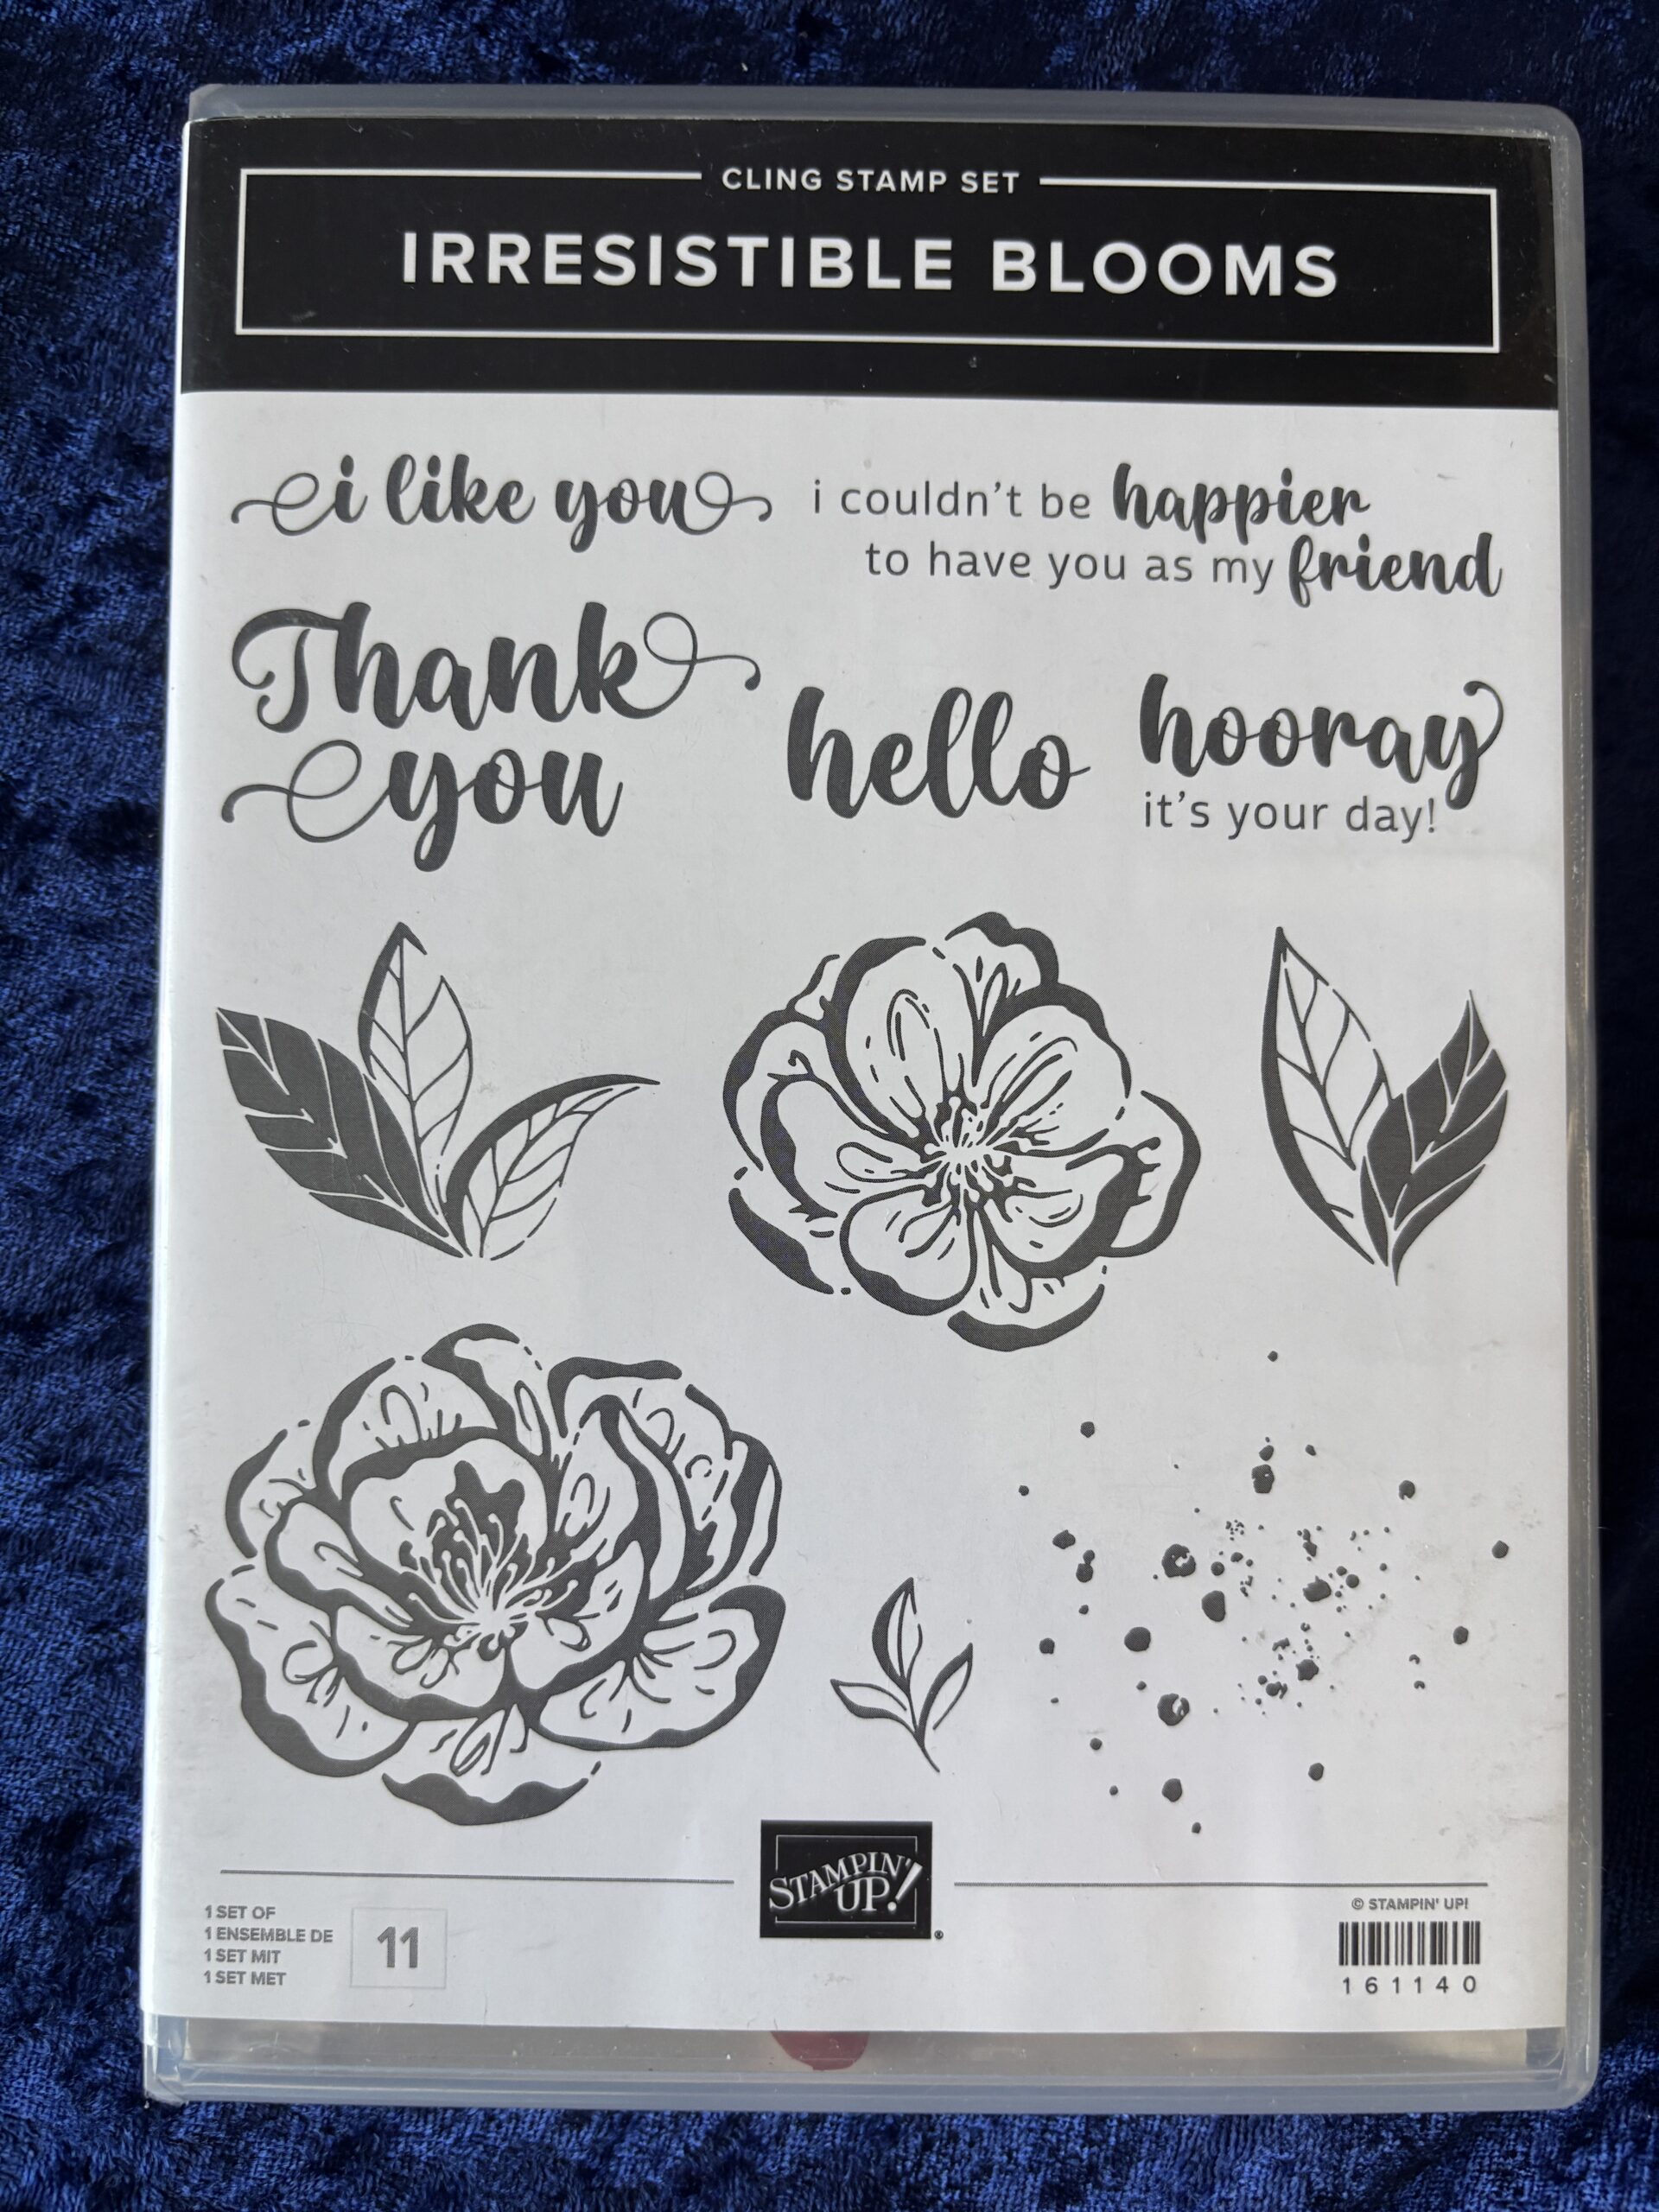 CLING STAMP SET
IRRESISTIBLE BLOOMS
i like you
i couldn't be happier
to have you as my friend
Thank
you
hello
hooray
it's your day!
STAMPIN'
UP!
®
1 SET OF
1 ENSEMBLE DE
1 SET MIT
1 SET MET
11
© STAMPIN' UP!
161140